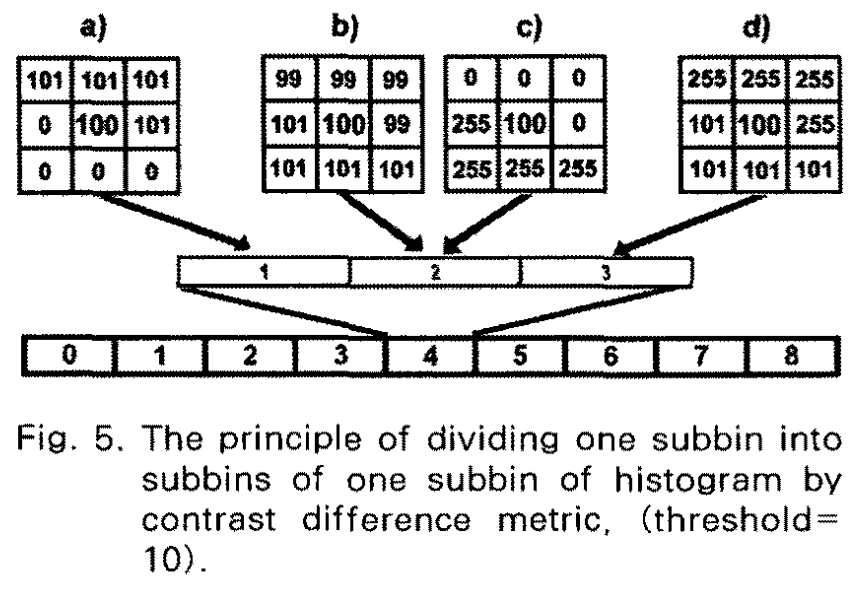 a) b) c) d)
101 101 101 99 99 99 0 0 0 255 255 255
0 100 101 101 100 99 255 100 0 101 100 255
0 0 0 101 101 101 255 255 255 101 101 101
1 2 3
0 1 2 3 4 5 6 7 8
Fig. 5. The principle of dividing one subbin into
subbins of one subbin of histogram by
contrast difference metric, (threshold=
10).